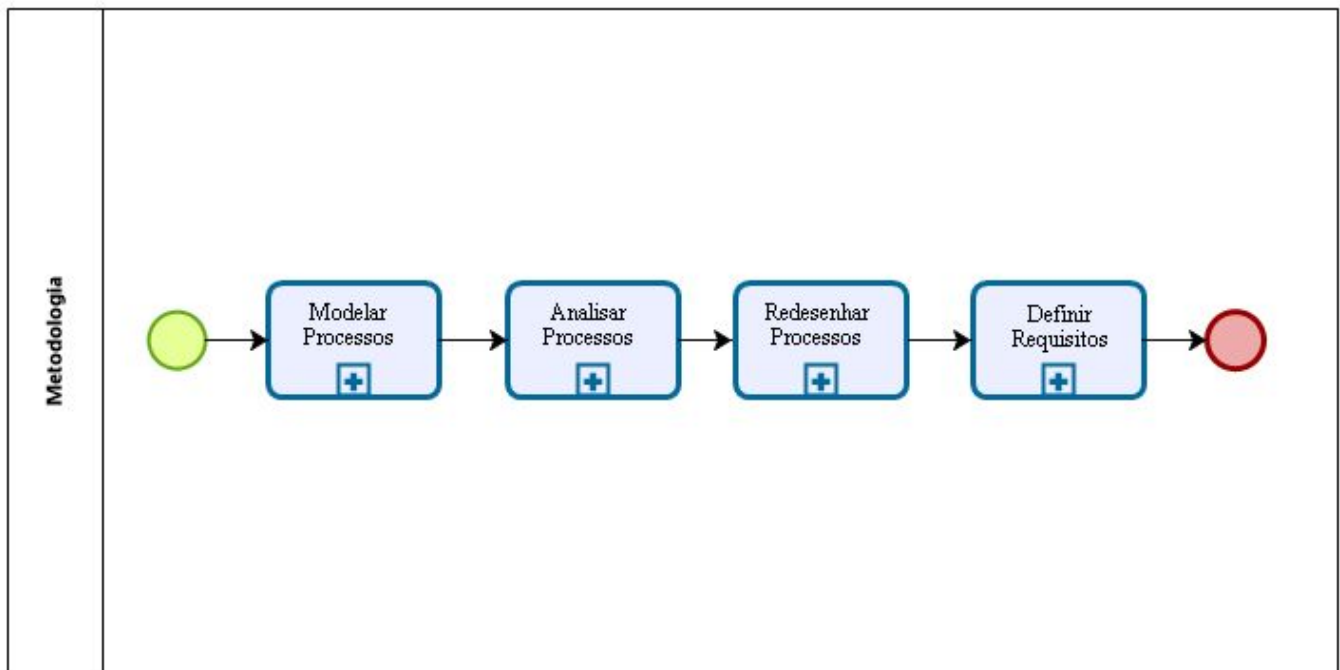 Metodologia
Modelar
Processos
Analisar
Processos
Redesenhar
Processos
Definir
Requisitos